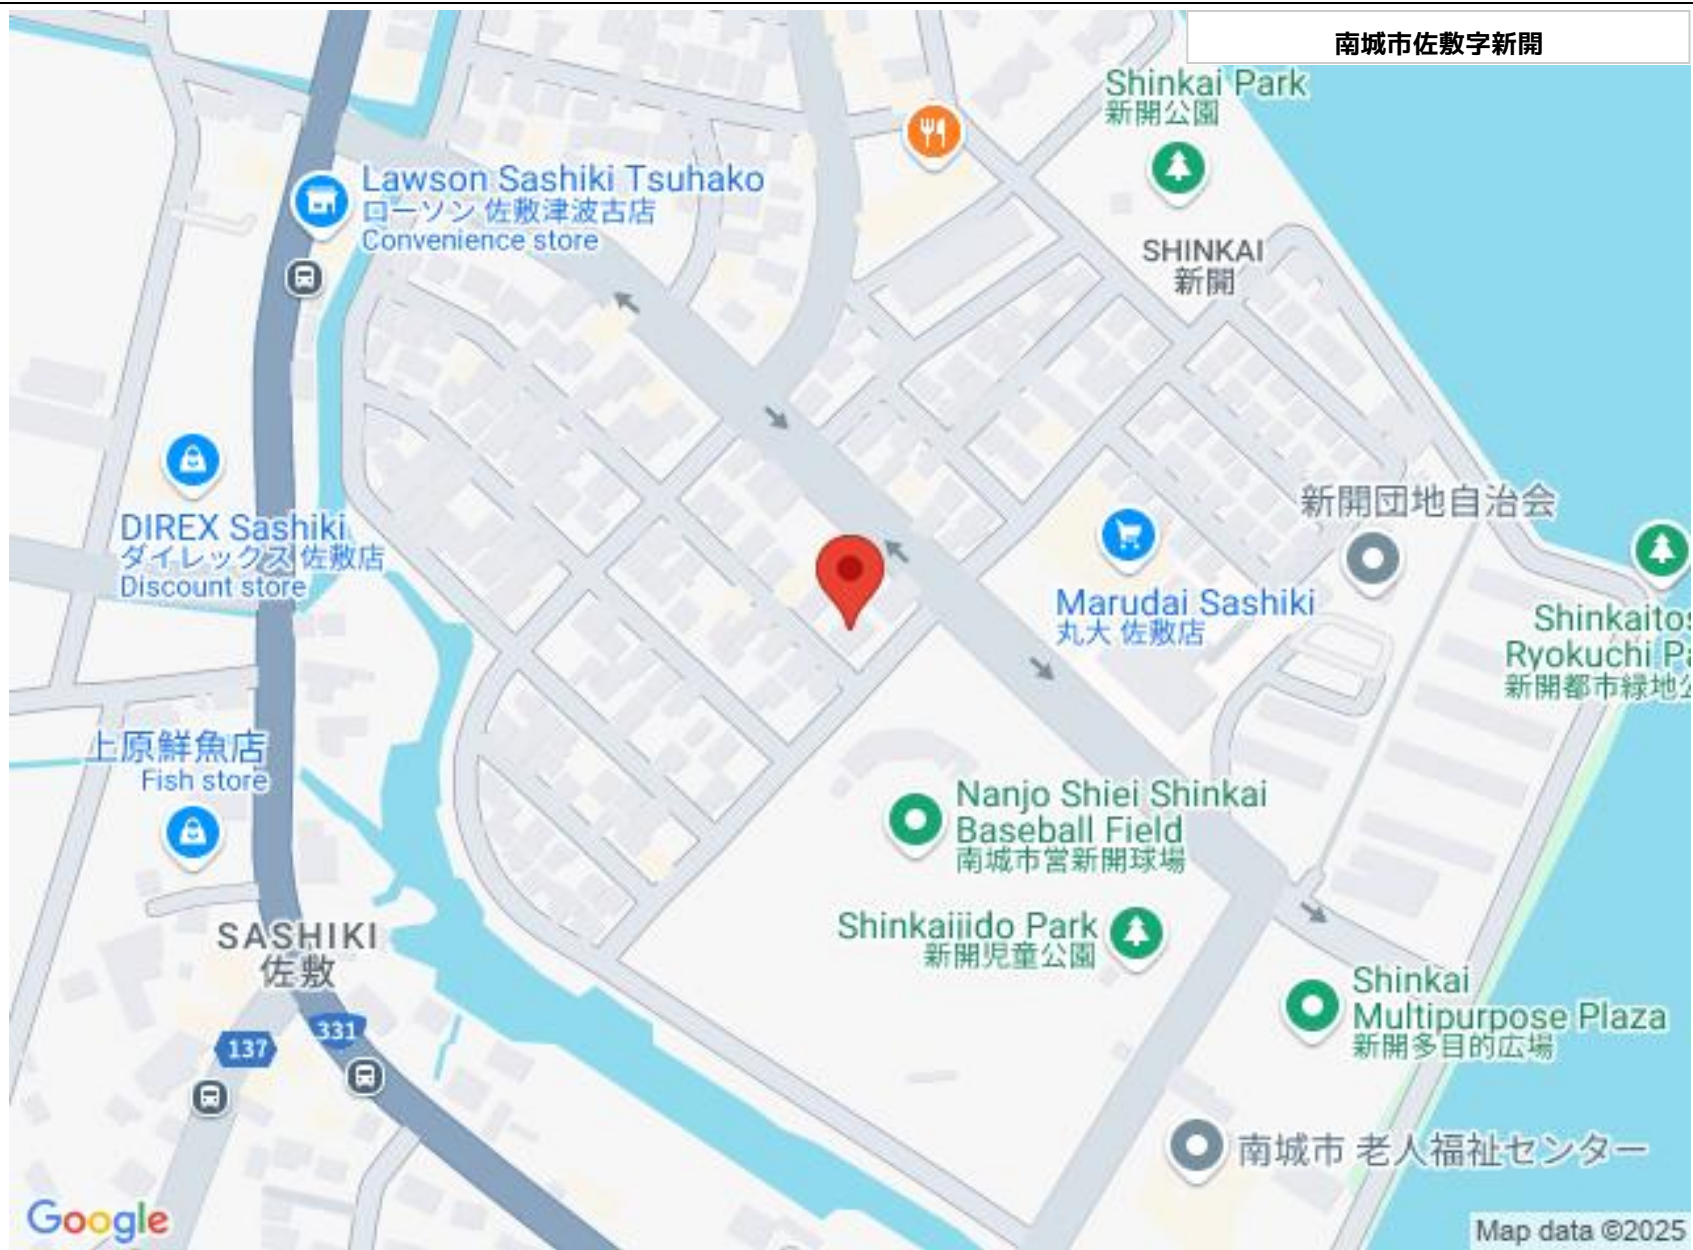 南城市佐敷字新開
Shinkai Park
新開公園
Lawson Sashiki Tsuhako
ローソン 佐敷津波古店
Convenience store
SHINKAI
新開
新開団地自治会
DIREX Sashiki
ダイレックス 佐敷店
Discount store
Marudai Sashiki
丸大 佐敷店
Shinkaitos
Ryokuchi Pa
新開都市緑地公
上原鮮魚店
Fish store
Nanjo Shiei Shinkai
Baseball Field
南城市営新開球場
Shinkaijido Park
新開児童公園
SASHIKI
佐敷
Shinkai
Multipurpose Plaza
新開多目的広場
331
137
南城市 老人福祉センター
Google
Map data ©2025